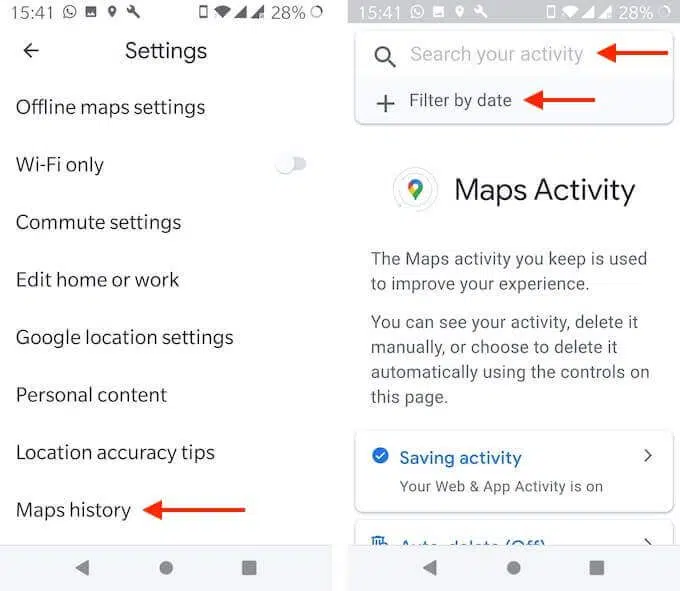 15:41 28%
Settings
Offline maps settings
Wi-Fi only
Commute settings
Edit home or work
Google location settings
Personal content
Location accuracy tips
Maps history
15:41 28%
Search your activity
Filter by date
Maps Activity
The Maps activity you keep is used
to improve your experience.
You can see your activity, delete it
manually, or choose to delete it
automatically using the controls on
this page.
Saving activity
Your Web & App Activity is on
Auto-delete (Off)